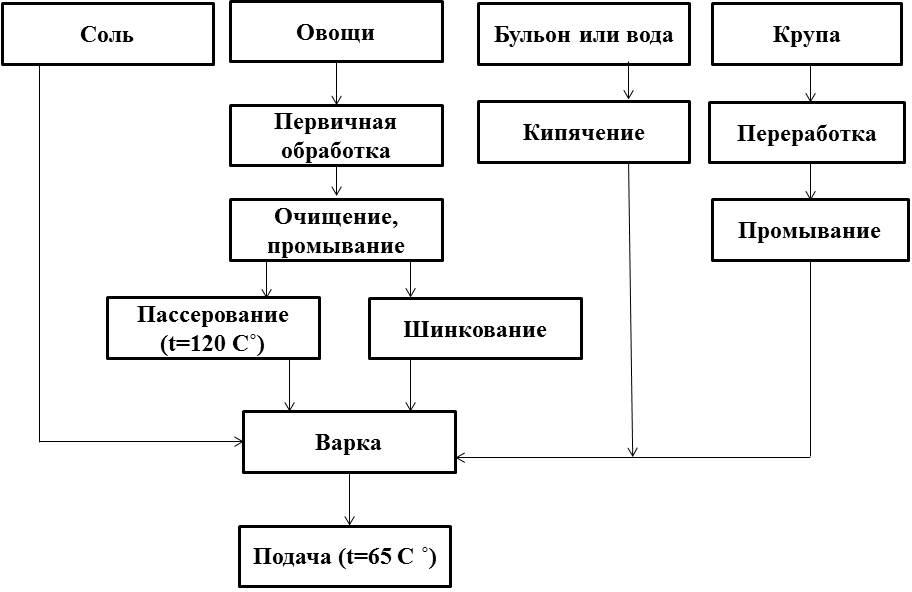 Соль
Овощи
Бульон или вода
Крупа
Первичная
обработка
Кипячение
Переработка
Очищение,
промывание
Промывание
Пассерование
(t=120 С˚)
Шинкование
Варка
Подача (t=65 С ˚)